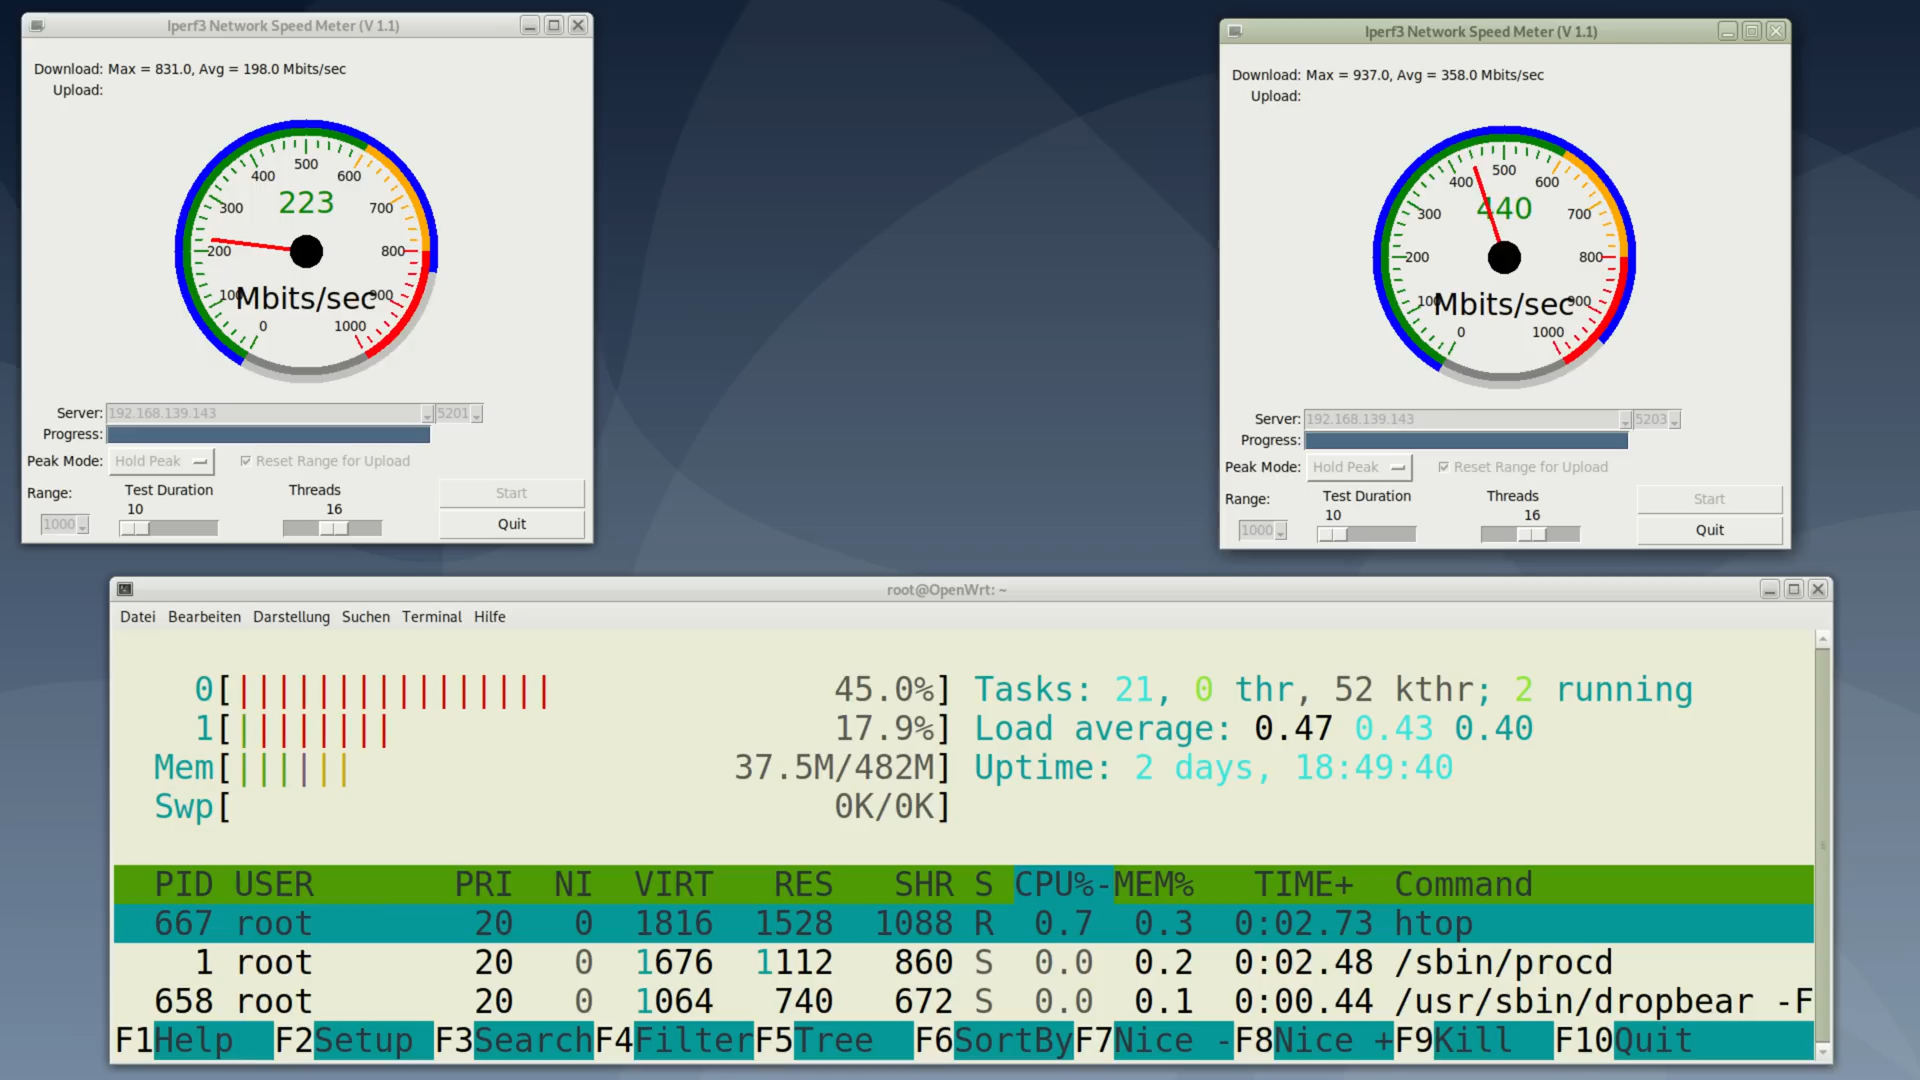 Iperf3 Network Speed Meter (V 1.1)
Download: Max = 831.0, Avg = 198.0 Mbits/sec
Upload:
500
400
600
223
300
700
200
800
100
Mbits/sec
900
0
1000
Server: 192.168.139.143 5201
Progress:
Peak Mode: Hold Peak Reset Range for Upload
Range: Test Duration Threads Start
10 16
1000 Quit
Iperf3 Network Speed Meter (V 1.1)
Download: Max = 937.0, Avg = 358.0 Mbits/sec
Upload:
500
400
600
440
300
700
200
800
100
Mbits/sec
900
0
1000
Server: 192.168.139.143 5203
Progress:
Peak Mode: Hold Peak Reset Range for Upload
Range: Test Duration Threads Start
10 16
1000 Quit
root@OpenWrt: ~
Datei Bearbeiten Darstellung Suchen Terminal Hilfe
0[|||||||||||||||| 45.0%] Tasks: 21, 0 thr, 52 kthr; 2 running
1[|||||||| 17.9%] Load average: 0.47 0.43 0.40
Mem[|||||| 37.5M/482M] Uptime: 2 days, 18:49:40
Swp[ 0K/0K]
PID USER PRI NI VIRT RES SHR S CPU%-MEM% TIME+ Command
667 root 20 0 1816 1528 1088 R 0.7 0.3 0:02.73 htop
1 root 20 0 1676 1112 860 S 0.0 0.2 0:02.48 /sbin/procd
658 root 20 0 1064 740 672 S 0.0 0.1 0:00.44 /usr/sbin/dropbear -F
F1Help F2Setup F3SearchF4FilterF5Tree F6SortByF7Nice -F8Nice +F9Kill F10Quit